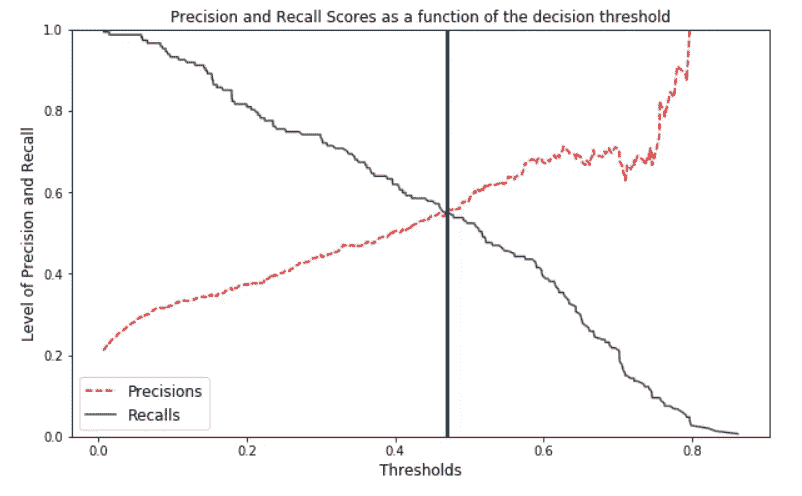 Precision and Recall Scores as a function of the decision threshold
1.0
0.8
0.6
0.4
0.2
0.0
Level of Precision and Recall
Precisions
Recalls
0.0 0.2 0.4 0.6 0.8
Thresholds